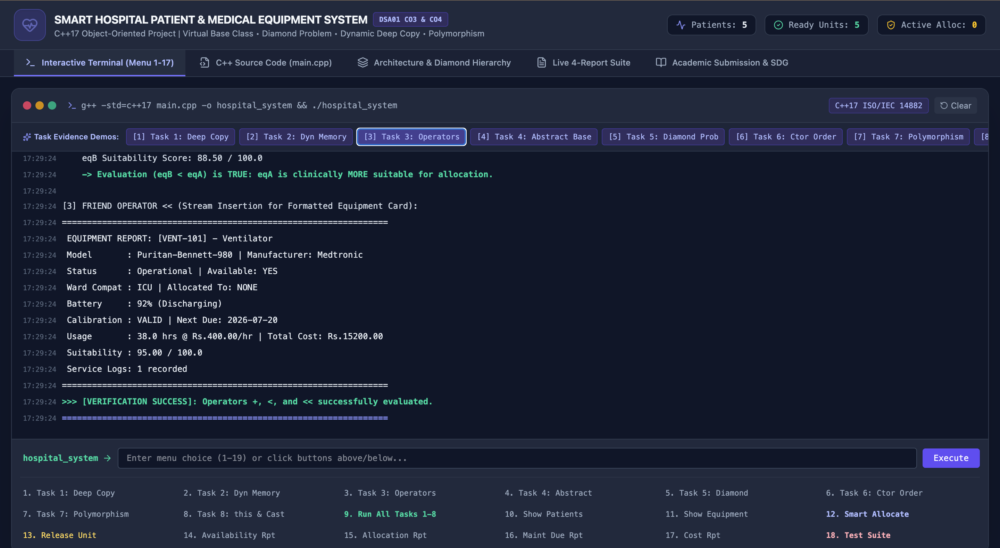 SMART HOSPITAL PATIENT & MEDICAL EQUIPMENT SYSTEM DSA01 CO3 & CO4
C++17 Object-Oriented Project | Virtual Base Class • Diamond Problem • Dynamic Deep Copy • Polymorphism
Patients: 5
Ready Units: 5
Active Alloc: 0
Interactive Terminal (Menu 1-17)
C++ Source Code (main.cpp)
Architecture & Diamond Hierarchy
Live 4-Report Suite
Academic Submission & SDG
g++ -std=c++17 main.cpp -o hospital_system && ./hospital_system
C++17 ISO/IEC 14882
Clear
Task Evidence Demos:
[1] Task 1: Deep Copy
[2] Task 2: Dyn Memory
[3] Task 3: Operators
[4] Task 4: Abstract Base
[5] Task 5: Diamond Prob
[6] Task 6: Ctor Order
[7] Task 7: Polymorphism
[8
17:29:24 eqB Suitability Score: 88.50 / 100.0
17:29:24 -> Evaluation (eqB < eqA) is TRUE: eqA is clinically MORE suitable for allocation.
17:29:24
17:29:24 [3] FRIEND OPERATOR << (Stream Insertion for Formatted Equipment Card):
17:29:24 =================================================================
17:29:24 EQUIPMENT REPORT: [VENT-101] - Ventilator
17:29:24 Model : Puritan-Bennett-980 | Manufacturer: Medtronic
17:29:24 Status : Operational | Available: YES
17:29:24 Ward Compat : ICU | Allocated To: NONE
17:29:24 Battery : 92% (Discharging)
17:29:24 Calibration : VALID | Next Due: 2026-07-20
17:29:24 Usage : 38.0 hrs @ Rs.400.00/hr | Total Cost: Rs.15200.00
17:29:24 Suitability : 95.00 / 100.0
17:29:24 Service Logs: 1 recorded
17:29:24 =================================================================
17:29:24 >>> [VERIFICATION SUCCESS]: Operators +, <, and << successfully evaluated.
17:29:24 =================================================================
hospital_system →
Enter menu choice (1-19) or click buttons above/below...
Execute
1. Task 1: Deep Copy
2. Task 2: Dyn Memory
3. Task 3: Operators
4. Task 4: Abstract
5. Task 5: Diamond
6. Task 6: Ctor Order
7. Task 7: Polymorphism
8. Task 8: this & Cast
9. Run All Tasks 1-8
10. Show Patients
11. Show Equipment
12. Smart Allocate
13. Release Unit
14. Availability Rpt
15. Allocation Rpt
16. Maint Due Rpt
17. Cost Rpt
18. Test Suite